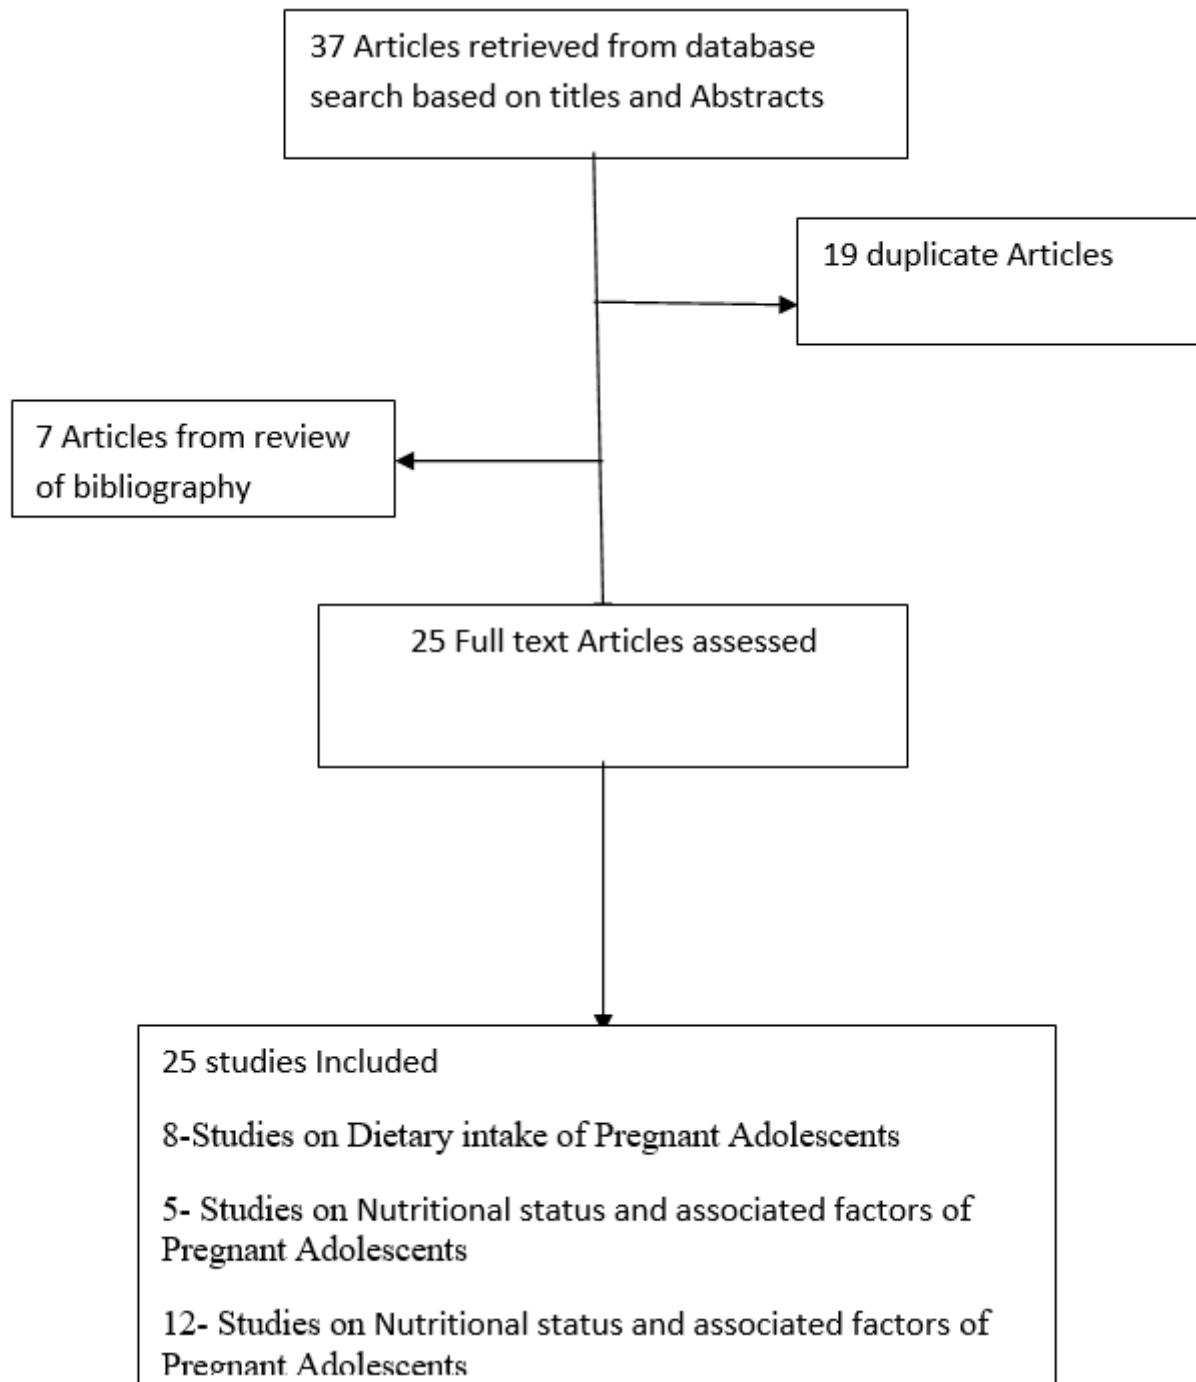 37 Articles retrieved from database
search based on titles and Abstracts
19 duplicate Articles
7 Articles from review
of bibliography
25 Full text Articles assessed
25 studies Included
8-Studies on Dietary intake of Pregnant Adolescents
5- Studies on Nutritional status and associated factors of
Pregnant Adolescents
12- Studies on Nutritional status and associated factors of
Pregnant Adolescents